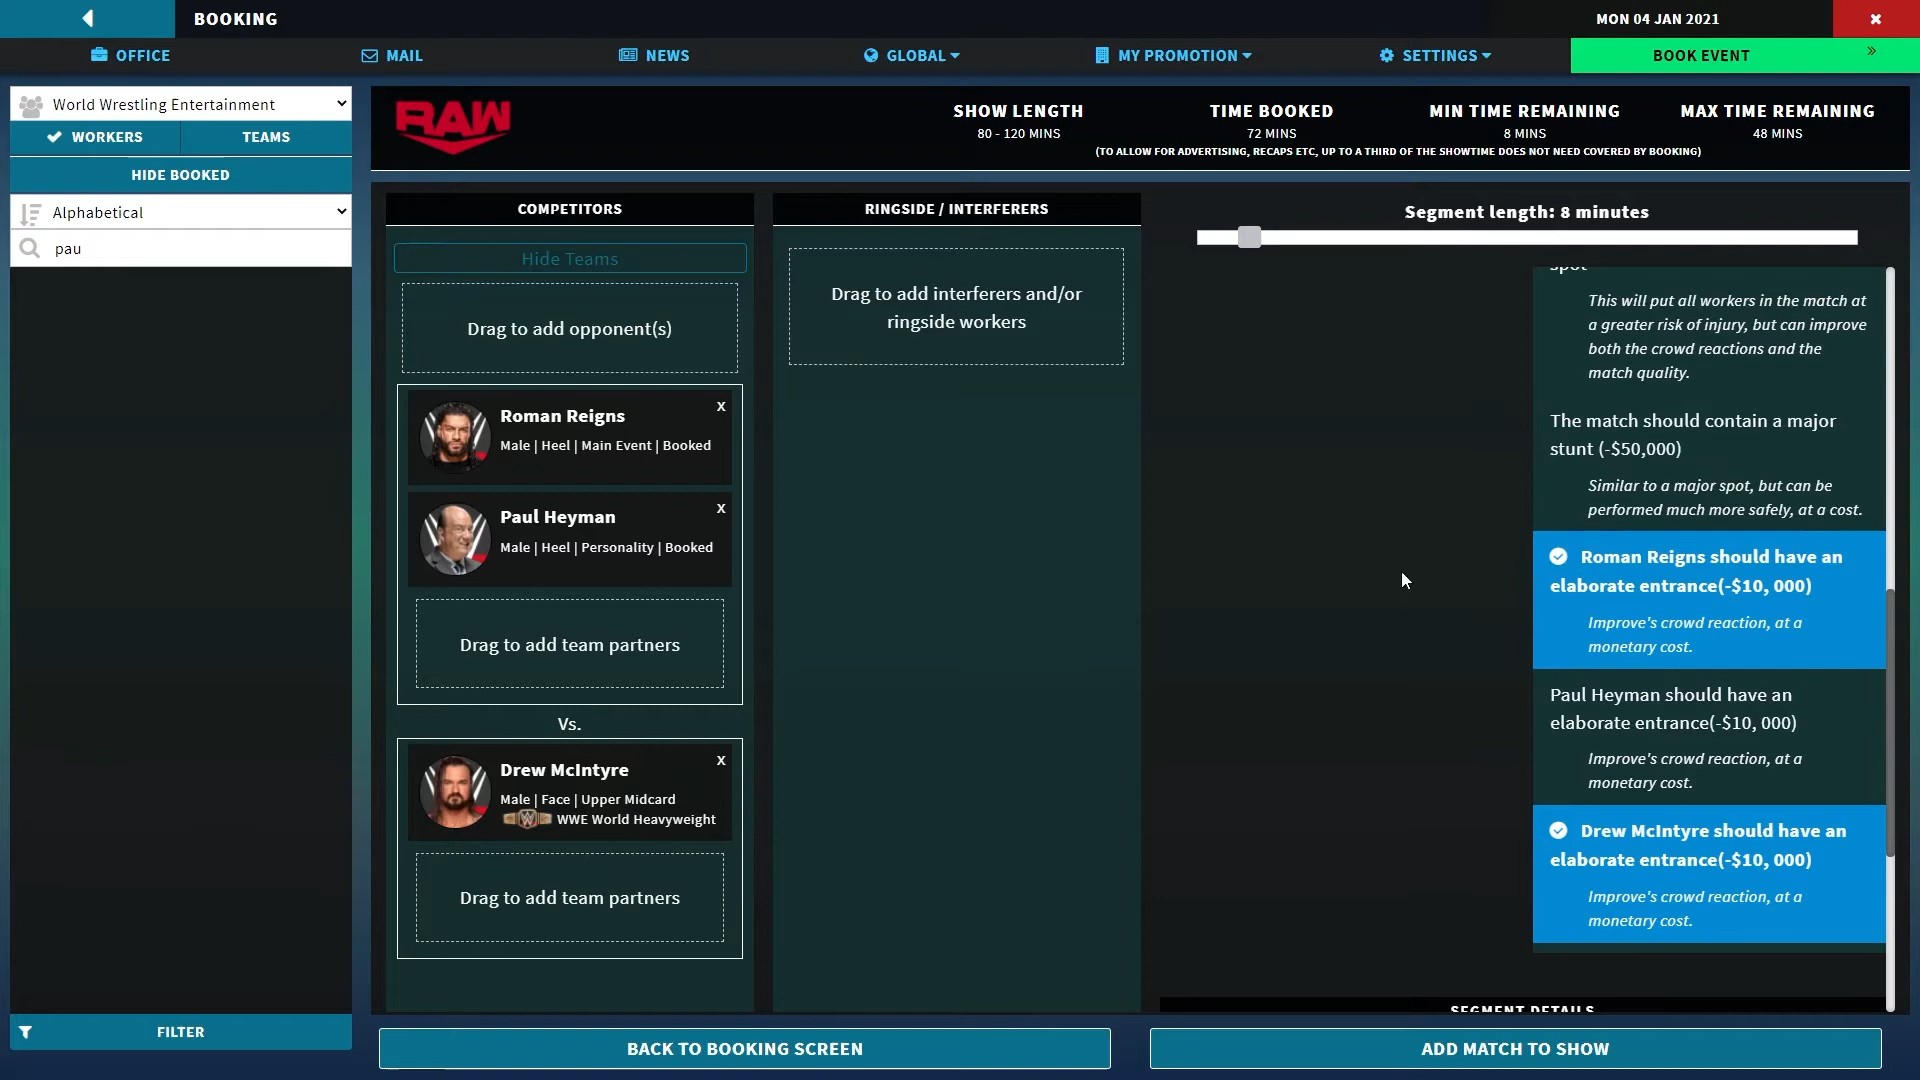 BOOKING
MON 04 JAN 2021
OFFICE
MAIL
NEWS
GLOBAL
MY PROMOTION
SETTINGS
BOOK EVENT
World Wrestling Entertainment
WORKERS
TEAMS
HIDE BOOKED
Alphabetical
pau
FILTER
RAW
SHOW LENGTH
80 - 120 MINS
TIME BOOKED
72 MINS
MIN TIME REMAINING
8 MINS
MAX TIME REMAINING
48 MINS
(TO ALLOW FOR ADVERTISING, RECAPS ETC, UP TO A THIRD OF THE SHOWTIME DOES NOT NEED COVERED BY BOOKING)
COMPETITORS
Hide Teams
Drag to add opponent(s)
Roman Reigns
X
Male | Heel | Main Event | Booked
Paul Heyman
X
Male | Heel | Personality | Booked
Drag to add team partners
Vs.
Drew McIntyre
X
Male | Face | Upper Midcard
WWE World Heavyweight
Drag to add team partners
RINGSIDE / INTERFERERS
Drag to add interferers and/or
ringside workers
Segment length: 8 minutes
spot
This will put all workers in the match at
a greater risk of injury, but can improve
both the crowd reactions and the
match quality.
The match should contain a major
stunt (-$50,000)
Similar to a major spot, but can be
performed much more safely, at a cost.
Roman Reigns should have an
elaborate entrance(-$10, 000)
Improve's crowd reaction, at a
monetary cost.
Paul Heyman should have an
elaborate entrance(-$10, 000)
Improve's crowd reaction, at a
monetary cost.
Drew McIntyre should have an
elaborate entrance(-$10, 000)
Improve's crowd reaction, at a
monetary cost.
SEGMENT DETAILS
BACK TO BOOKING SCREEN
ADD MATCH TO SHOW